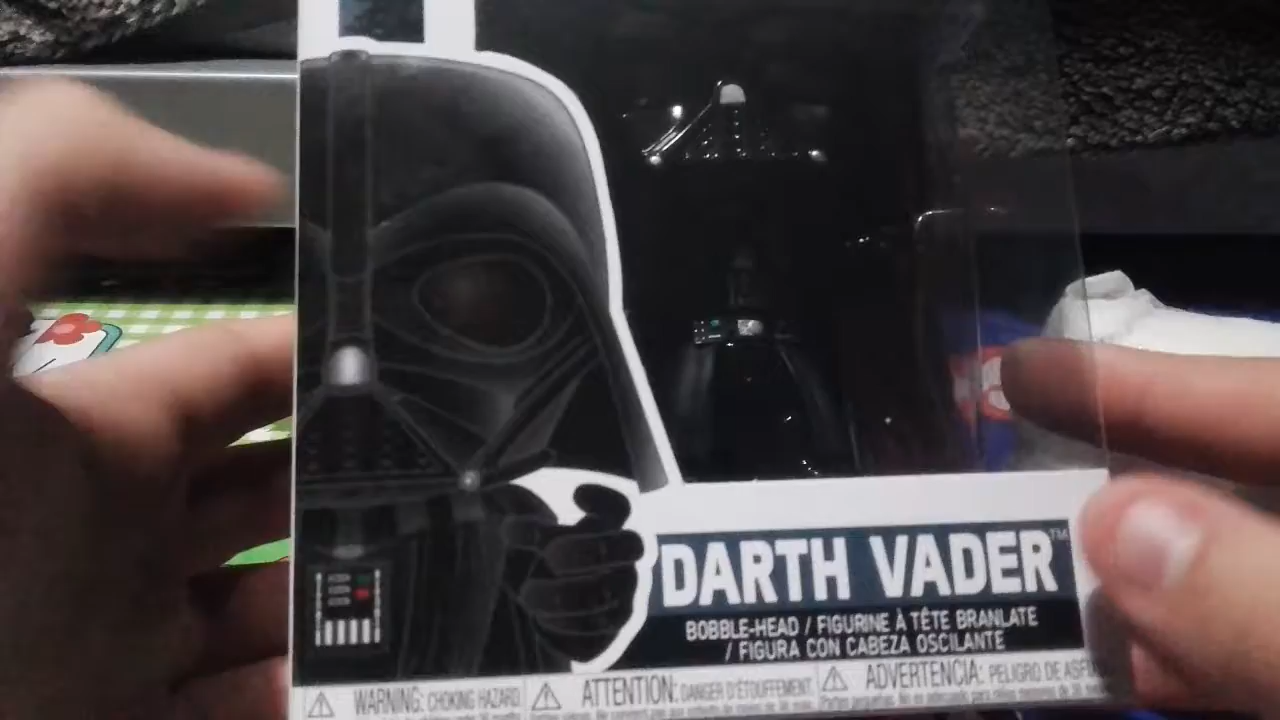 DARTH VADER™
BOBBLE-HEAD / FIGURINE À TÊTE BRANLATE
/ FIGURA CON CABEZA OSCILANTE
WARNING: CHOKING HAZARD
ATTENTION: DANGER D'ÉTOUFFEMENT.
ADVERTENCIA: PELIGRO DE